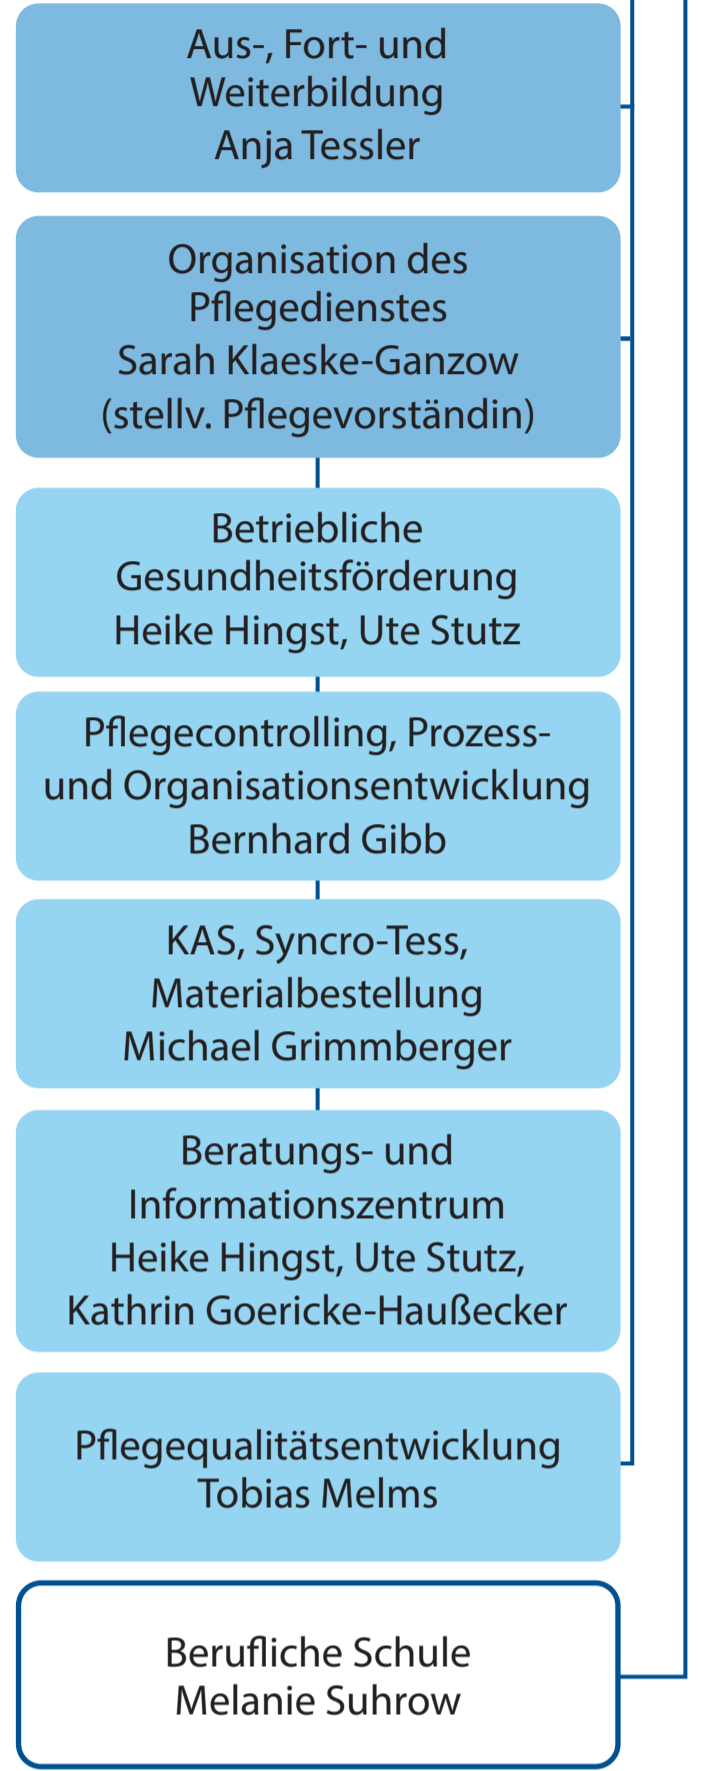 Aus-, Fort- und
Weiterbildung
Anja Tessler
Organisation des
Pflegedienstes
Sarah Klaeske-Ganzow
(stellv. Pflegevorständin)
Betriebliche
Gesundheitsförderung
Heike Hingst, Ute Stutz
Pflegecontrolling, Prozess-
und Organisationsentwicklung
Bernhard Gibb
KAS, Syncro-Tess,
Materialbestellung
Michael Grimmberger
Beratungs- und
Informationszentrum
Heike Hingst, Ute Stutz,
Kathrin Goericke-Haußecker
Pflegequalitätsentwicklung
Tobias Melms
Berufliche Schule
Melanie Suhrow